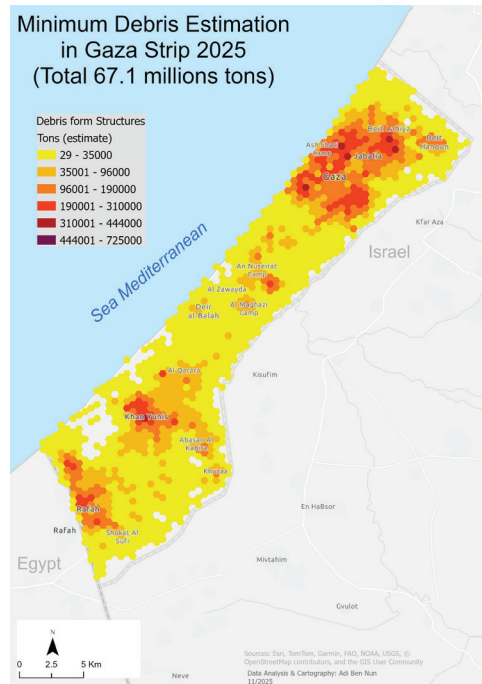 Minimum Debris Estimation
in Gaza Strip 2025
(Total 67.1 millions tons)
Debris form Structures
Tons (estimate)
29 - 35000
35001 - 96000
96001 - 190000
190001 - 310000
310001 - 444000
444001 - 725000
Sea Mediterranean
Beit Lahiya
Beit
Hanoun
Camp
Jabalia
Gaza
Kfar Aza
Israel
An Nuseirat
Camp
Al Zawayda
Deir
al-Balah
Al Maghazi
Camp
Al Qarara
Kisufim
Khan Yunis
Abasan Al
Kabira
Khuzaa
En HaBsor
Rafah
Rafah
Shokat Al
Sufi
Egypt
Mivtahim
Gvulot
N
0 2.5 5 Km
Neve
Sources: Esri, TomTom, Garmin, FAO, NOAA, USGS, ©
OpenStreetMap contributors, and the GIS User Community
Data Analysis & Cartography: Adi Ben Nun
11/2025